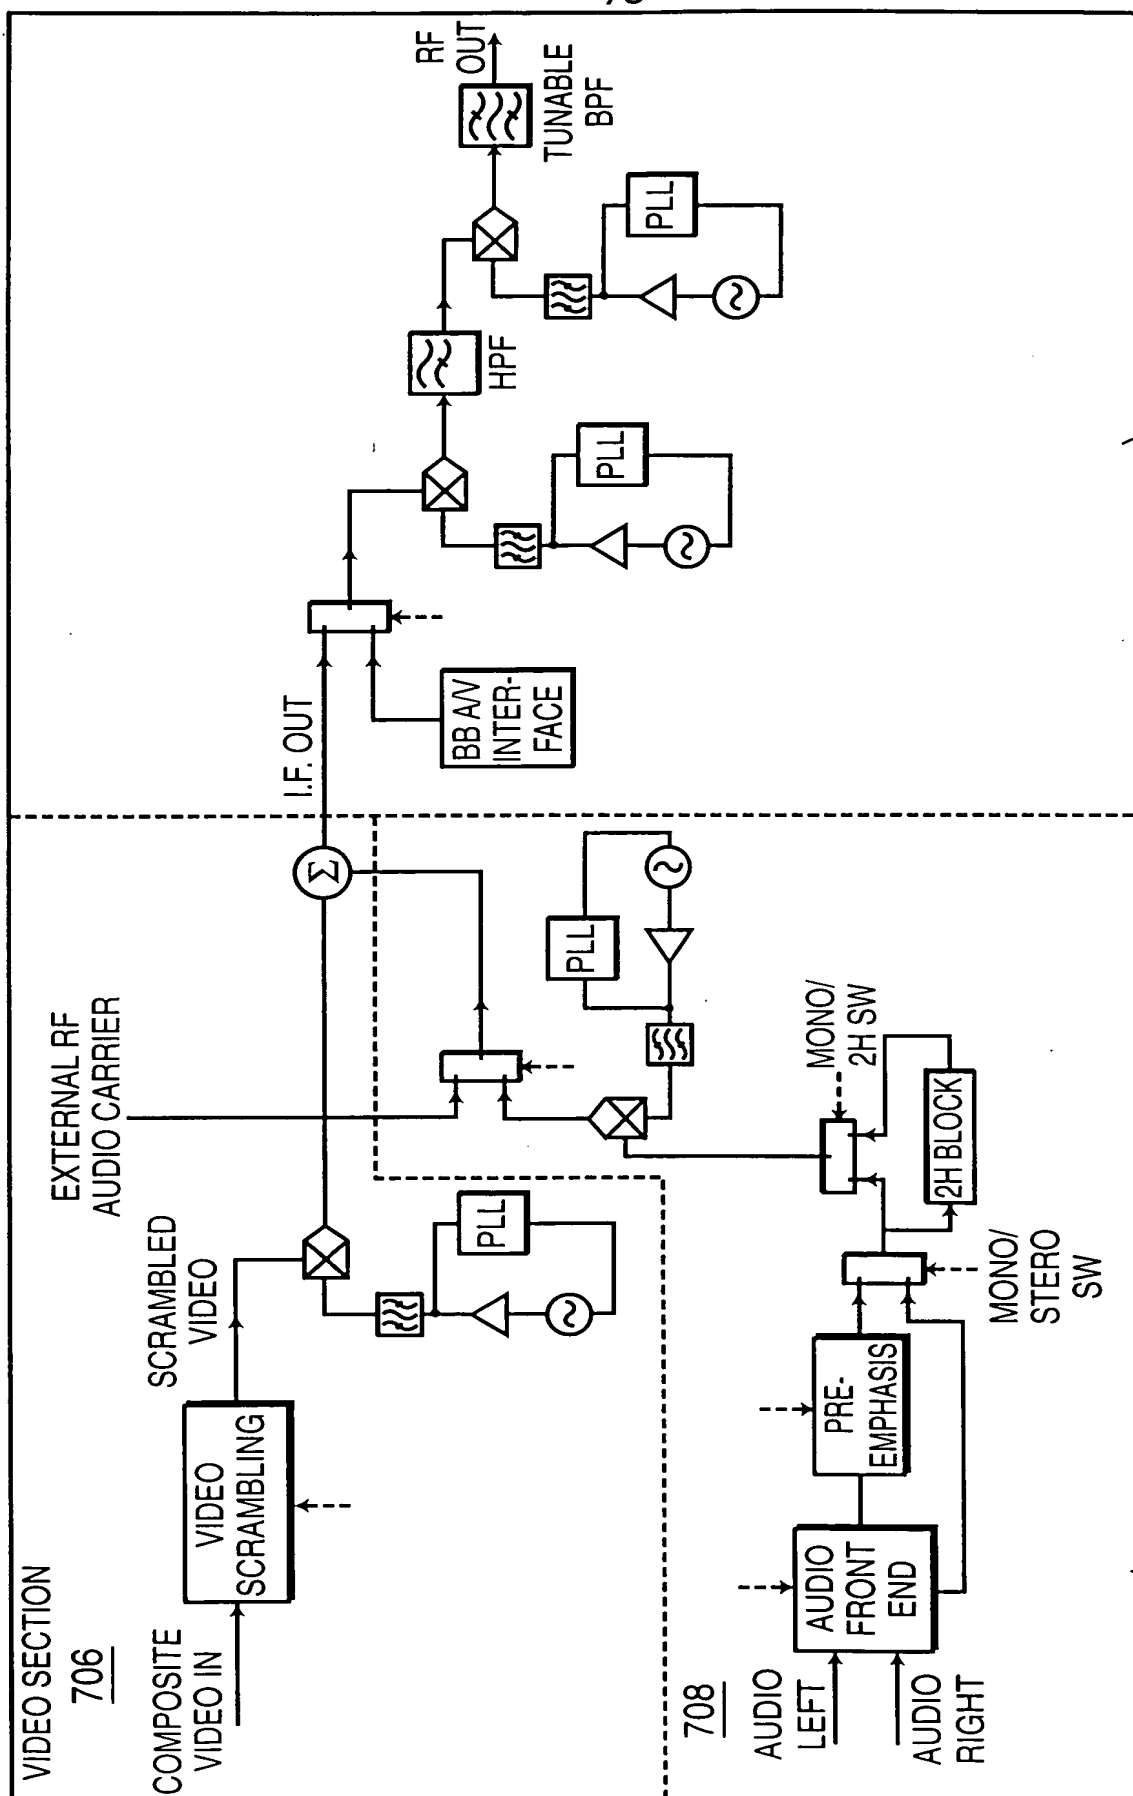 VIDEO SECTION
706
COMPOSITE
VIDEO IN
VIDEO
SCRAMBLING
SCRAMBLED
VIDEO
PLL
EXTERNAL RF
AUDIO CARRIER
Σ
I.F. OUT
BB A/V
INTER-
FACE
PLL
HPF
PLL
TUNABLE
BPF
RF
OUT
708
AUDIO
LEFT
AUDIO
RIGHT
AUDIO
FRONT
END
PRE-
EMPHASIS
MONO/
STERO
SW
2H BLOCK
MONO/
2H SW
PLL